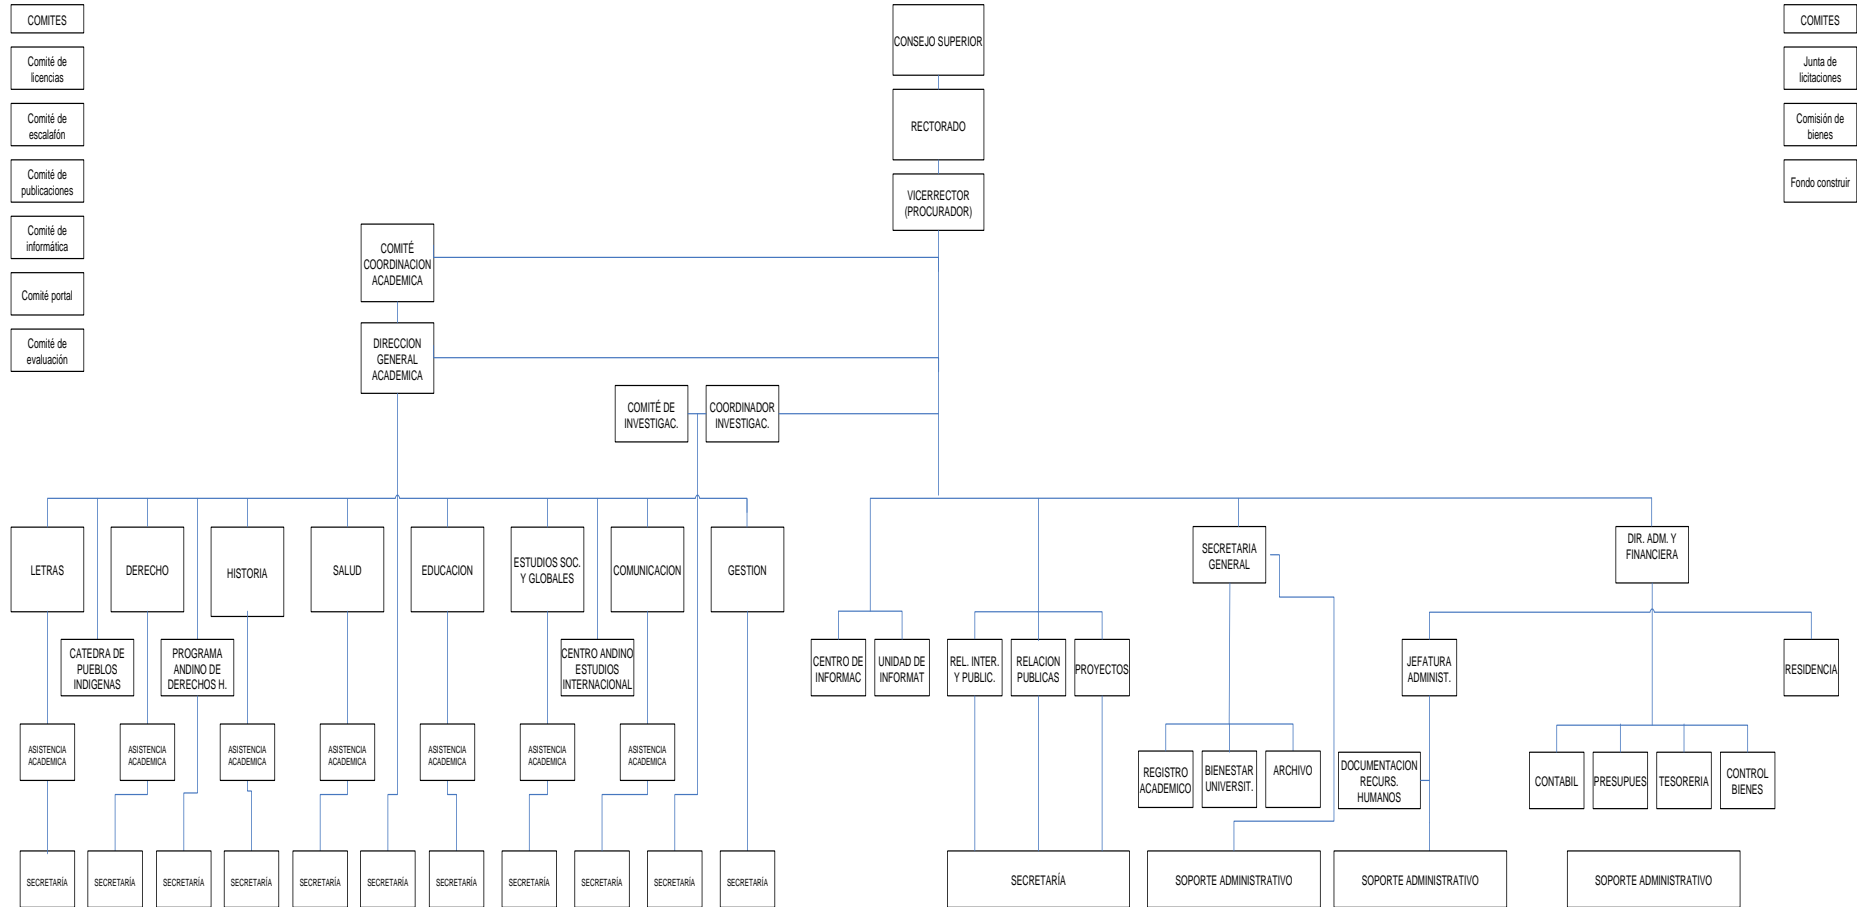 COMITES
CONSEJO SUPERIOR
COMITES
Comité de
licencias
Junta de
licitaciones
Comité de
escalafón
RECTORADO
Comisión de
bienes
Comité de
publicaciones
VICERRECTOR
(PROCURADOR)
Fondo construir
Comité de
informática
COMITÉ
COORDINACION
ACADEMICA
Comité portal
Comité de
evaluación
DIRECCION
GENERAL
ACADEMICA
COMITÉ DE
INVESTIGAC.
COORDINADOR
INVESTIGAC.
LETRAS
DERECHO
HISTORIA
SALUD
EDUCACION
ESTUDIOS SOC.
Y GLOBALES
COMUNICACION
GESTION
SECRETARIA
GENERAL
DIR. ADM. Y
FINANCIERA
CATEDRA DE
PUEBLOS
INDIGENAS
PROGRAMA
ANDINO DE
DERECHOS H.
CENTRO ANDINO
ESTUDIOS
INTERNACIONAL
CENTRO DE
INFORMAC
UNIDAD DE
INFORMAT
REL. INTER.
Y PUBLIC.
RELACION
PUBLICAS
PROYECTOS
JEFATURA
ADMINIST.
RESIDENCIA
ASISTENCIA
ACADEMICA
ASISTENCIA
ACADEMICA
ASISTENCIA
ACADEMICA
ASISTENCIA
ACADEMICA
ASISTENCIA
ACADEMICA
ASISTENCIA
ACADEMICA
ASISTENCIA
ACADEMICA
REGISTRO
ACADEMICO
BIENESTAR
UNIVERSIT.
ARCHIVO
DOCUMENTACION
RECURS.
HUMANOS
CONTABIL
PRESUPUES
TESORERIA
CONTROL
BIENES
SECRETARÍA
SECRETARÍA
SECRETARÍA
SECRETARÍA
SECRETARÍA
SECRETARÍA
SECRETARÍA
SECRETARÍA
SECRETARÍA
SECRETARÍA
SECRETARÍA
SECRETARÍA
SOPORTE ADMINISTRATIVO
SOPORTE ADMINISTRATIVO
SOPORTE ADMINISTRATIVO